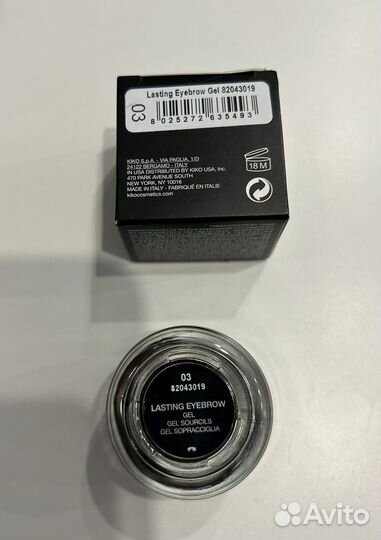 Lasting Eyebrow Gel 82043019
03
8 025272 635493
KIKO S.p.A. - VIA PAGLIA, 1/D
24122 BERGAMO - ITALY
IN USA DISTRIBUTED BY KIKO USA, Inc.
470 PARK AVENUE SOUTH
NEW YORK, NY 10016
MADE IN ITALY - FABRIQUÉ EN ITALIE
kikocosmetics.com
18 M
03
82043019
LASTING EYEBROW
GEL
GEL SOURCILS
GEL SOPRACCIGLIA
Avito